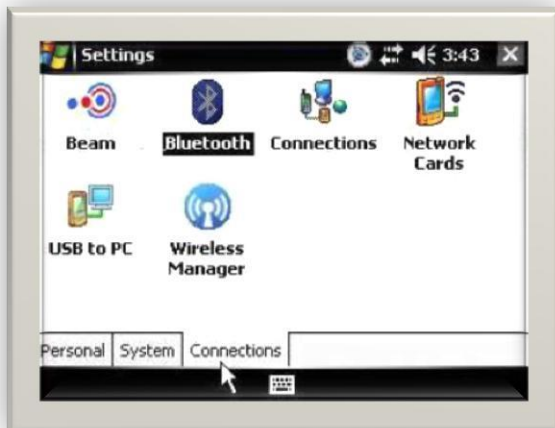 Settings 3:43 X
Beam Bluetooth Connections Network Cards
USB to PC Wireless Manager
Personal System Connections